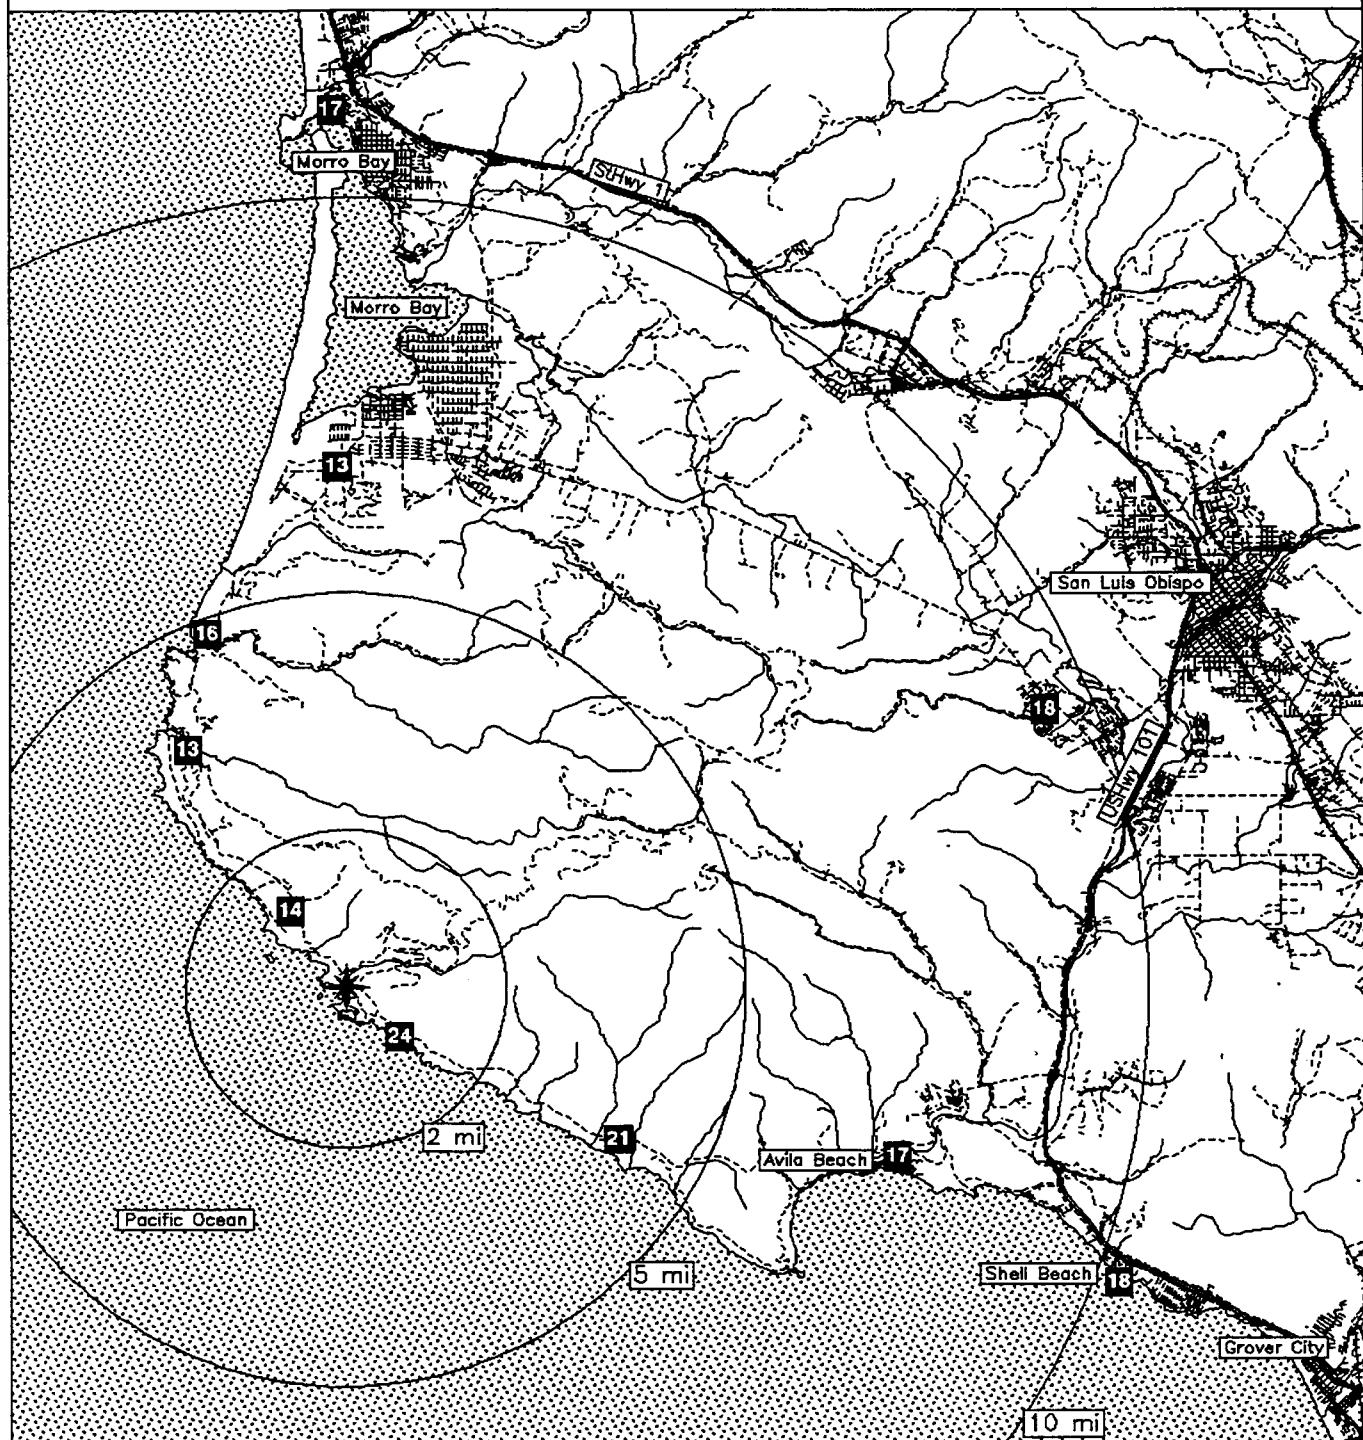 17
Morro Bay
StHwy 1
Morro Bay
13
San Luis Obispo
16
18
13
USHwy 101
14
24
2 mi
21
Avila Beach
17
Pacific Ocean
5 mi
Shell Beach
18
Grover City
10 mi